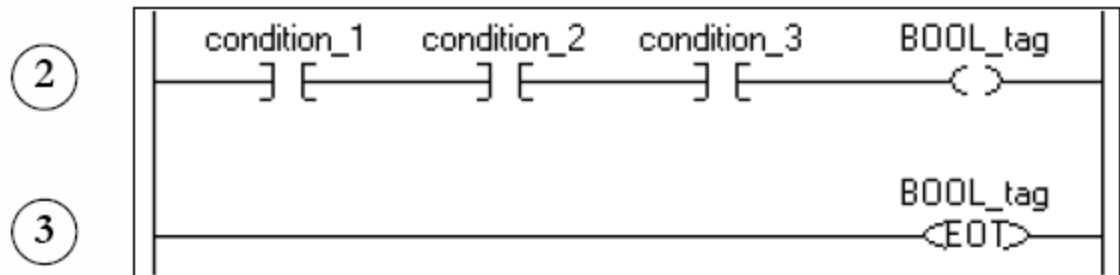 condition_1 condition_2 condition_3 BOOL_tag
2
BOOL_tag
3 EOT